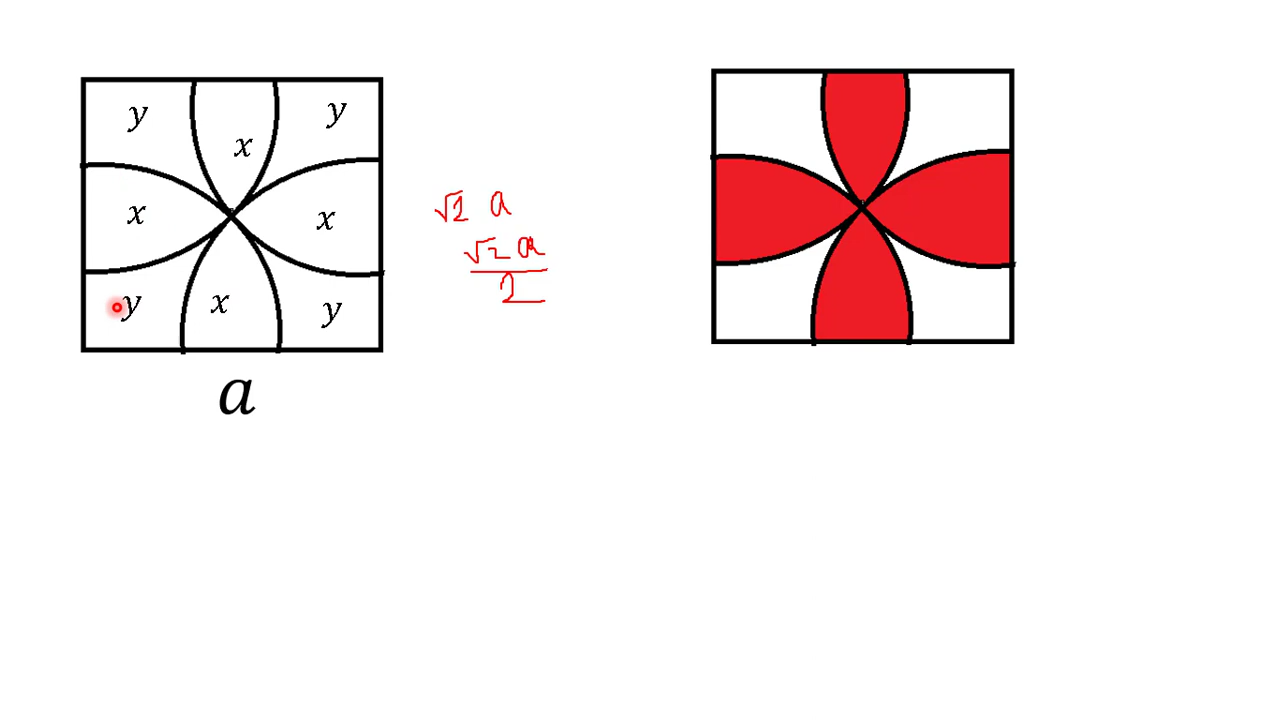 y y
x
x x
y x y
a
√2 a
√2 a
2